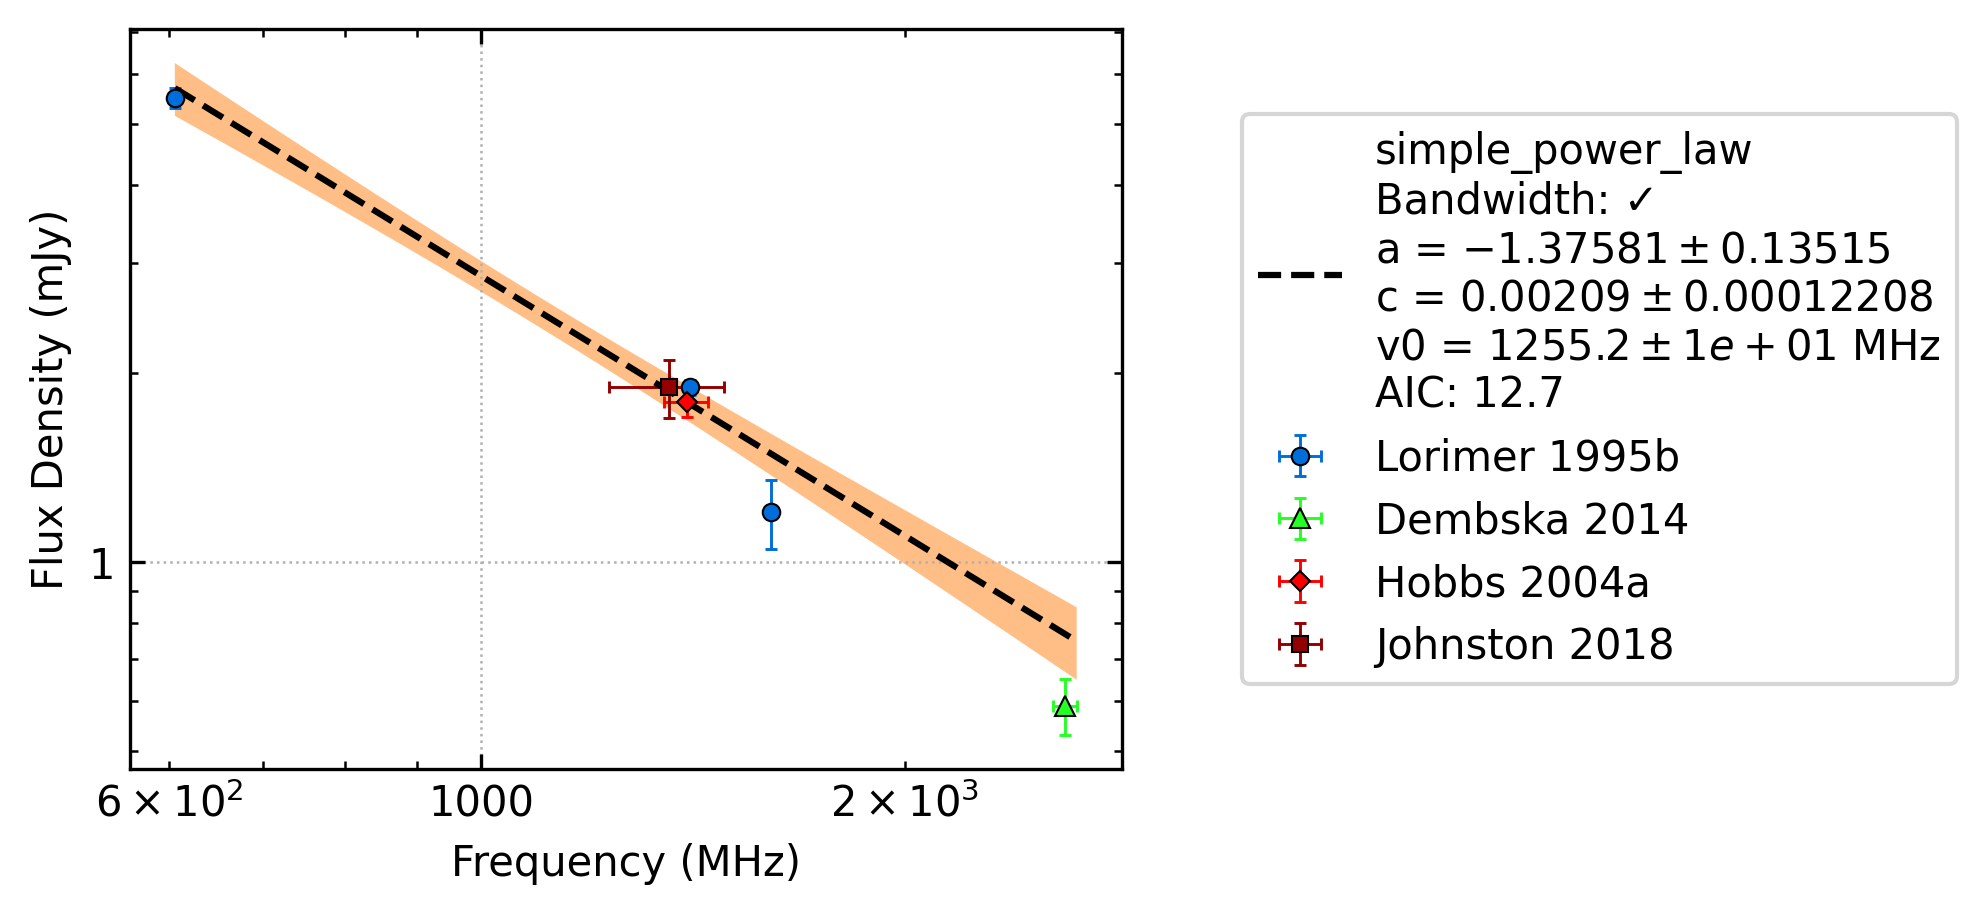 Flux Density (mJy)
1
6 × 10²
1000
2 × 10³
Frequency (MHz)
simple_power_law
Bandwidth: ✓
a = −1.37581 ± 0.13515
c = 0.00209 ± 0.00012208
v0 = 1255.2 ± 1e + 01 MHz
AIC: 12.7
Lorimer 1995b
Dembska 2014
Hobbs 2004a
Johnston 2018